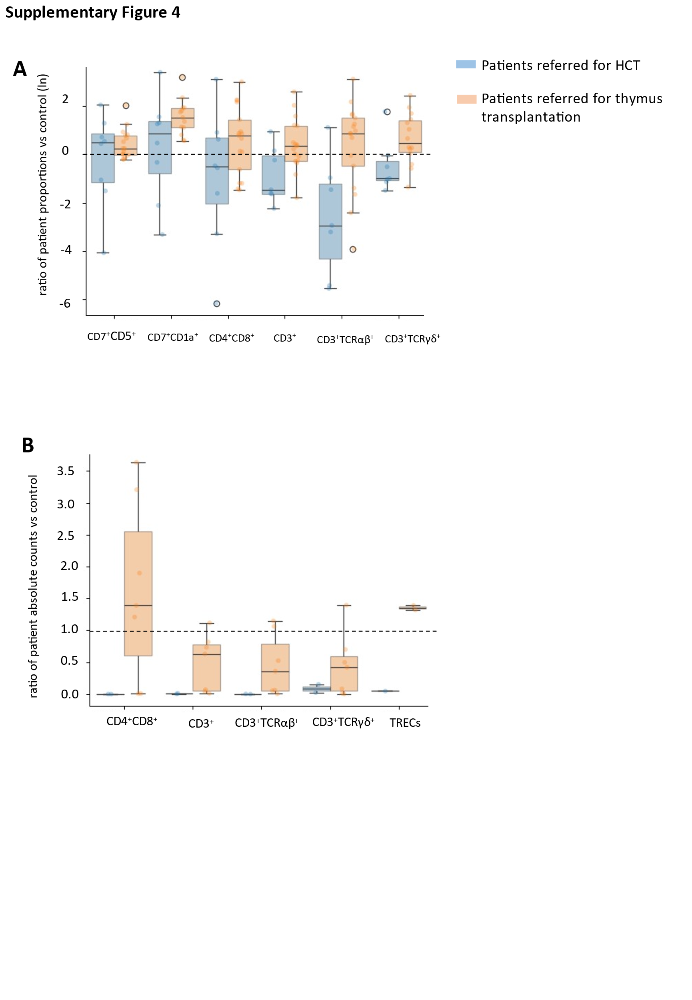 Supplementary Figure 4
A
Patients referred for HCT
Patients referred for thymus
transplantation
ratio of patient proportions vs control (ln)
2
0
-2
-4
-6
CD7⁺CD5⁺ CD7⁺CD1a⁺ CD4⁺CD8⁺ CD3⁺ CD3⁺TCRαβ⁺ CD3⁺TCRγδ⁺
B
ratio of patient absolute counts vs control
3.5
3.0
2.5
2.0
1.5
1.0
0.5
0.0
CD4⁺CD8⁺ CD3⁺ CD3⁺TCRαβ⁺ CD3⁺TCRγδ⁺ TRECs